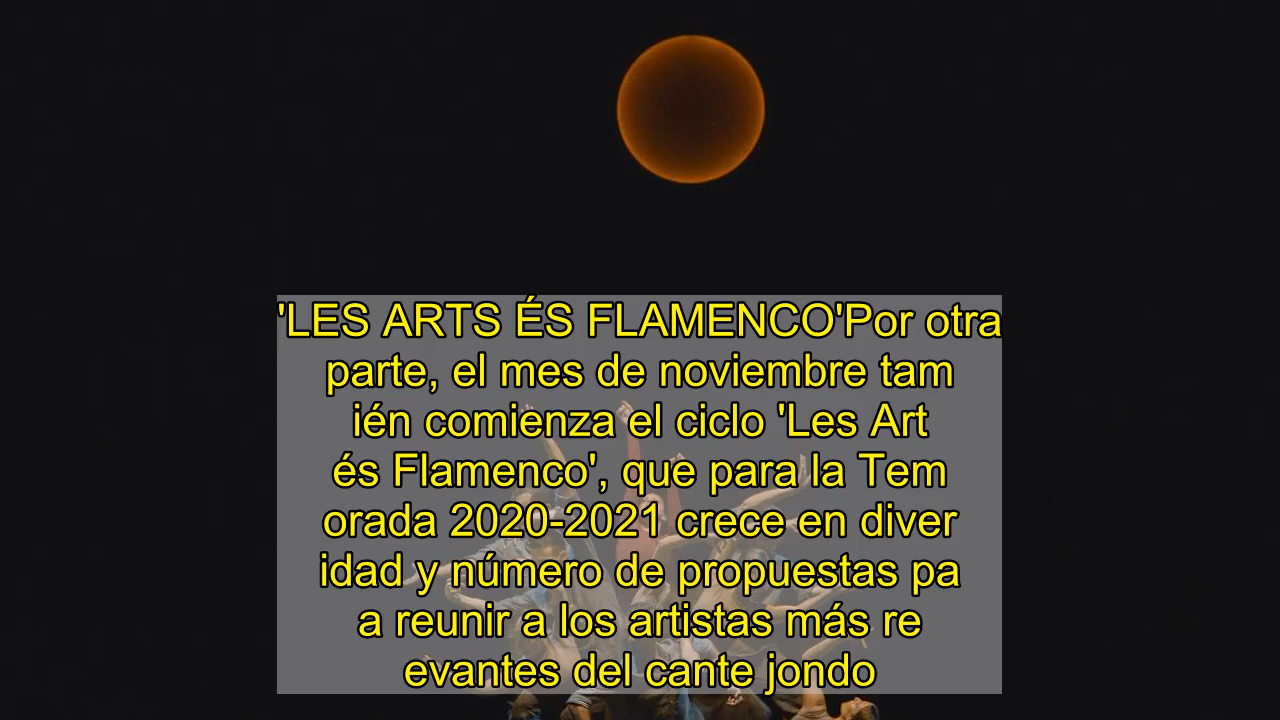 'LES ARTS ÉS FLAMENCO'Por otra
parte, el mes de noviembre tam
ién comienza el ciclo 'Les Art
és Flamenco', que para la Tem
orada 2020-2021 crece en diver
idad y número de propuestas pa
a reunir a los artistas más re
evantes del cante jondo